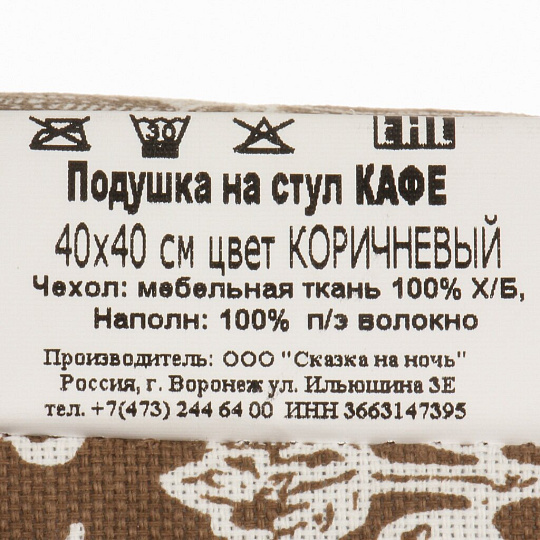 30 EAC
Подушка на стул КАФЕ
40х40 см цвет КОРИЧНЕВЫЙ
Чехол: мебельная ткань 100% Х/Б,
Наполн: 100% п/э волокно
Производитель: ООО "Сказка на ночь"
Россия, г. Воронеж ул. Ильюшина 3Е
тел. +7(473) 244 64 00 ИНН 3663147395